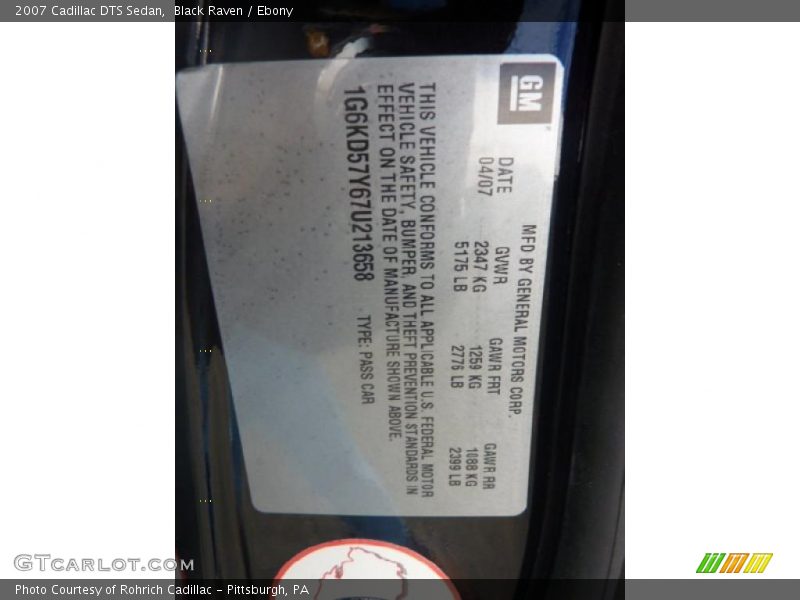 2007 Cadillac DTS Sedan, Black Raven / Ebony
GM
MFD BY GENERAL MOTORS CORP.
DATE GVWR GAWR FRT GAWR RR
04/07 2347 KG 1259 KG 1088 KG
5175 LB 2776 LB 2399 LB
THIS VEHICLE CONFORMS TO ALL APPLICABLE U.S. FEDERAL MOTOR
VEHICLE SAFETY, BUMPER, AND THEFT PREVENTION STANDARDS IN
EFFECT ON THE DATE OF MANUFACTURE SHOWN ABOVE.
1G6KD57Y67U213658 TYPE: PASS CAR
GTCARLOT.COM
Photo Courtesy of Rohrich Cadillac – Pittsburgh, PA